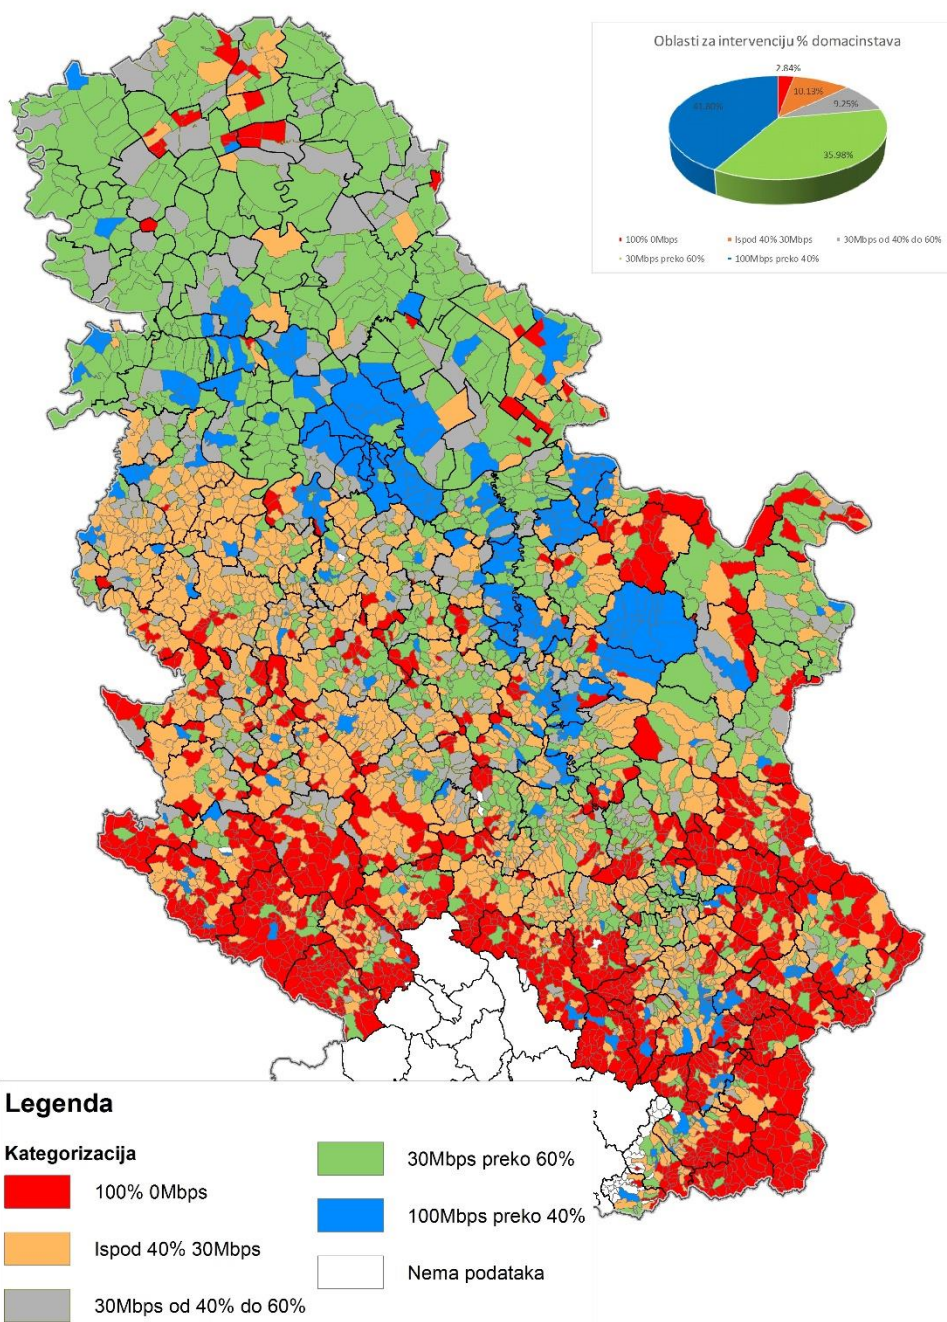 Oblasti za intervenciju % domacinstava
2.84%
10.13%
9.25%
41.80%
35.98%
100% 0Mbps
Ispod 40% 30Mbps
30Mbps od 40% do 60%
30Mbps preko 60%
100Mbps preko 40%
Legenda
Kategorizacija
100% 0Mbps
Ispod 40% 30Mbps
30Mbps od 40% do 60%
30Mbps preko 60%
100Mbps preko 40%
Nema podataka